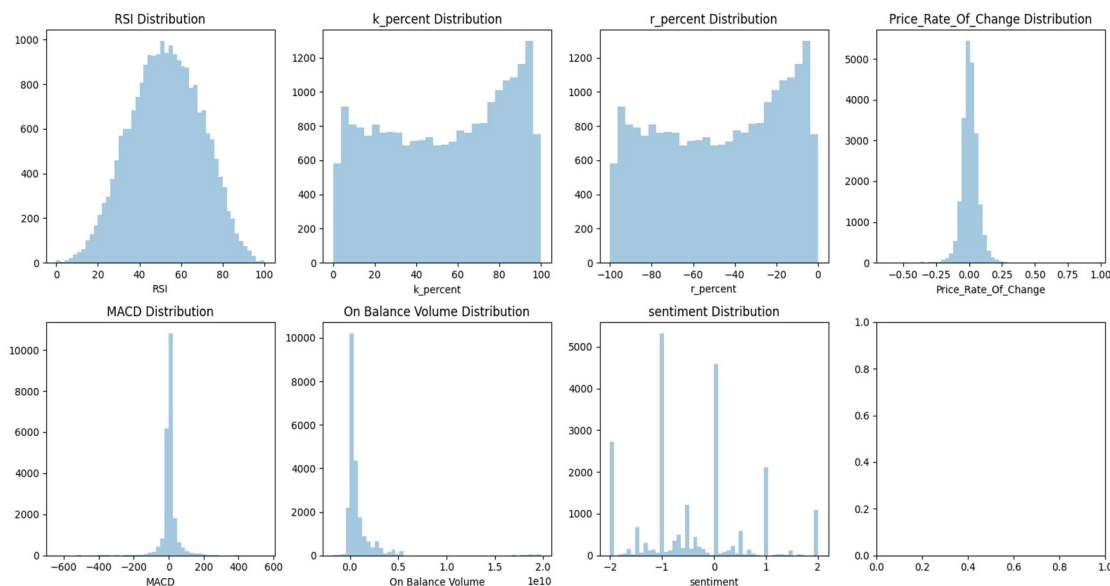 RSI Distribution k_percent Distribution r_percent Distribution Price_Rate_Of_Change Distribution
1000
800
600
400
200
0
0 20 40 60 80 100
RSI
1200
1000
800
600
400
200
0
0 20 40 60 80 100
k_percent
1200
1000
800
600
400
200
0
−100 −80 −60 −40 −20 0
r_percent
5000
4000
3000
2000
1000
0
−0.50 −0.25 0.00 0.25 0.50 0.75 1.00
Price_Rate_Of_Change
MACD Distribution On Balance Volume Distribution sentiment Distribution
10000
8000
6000
4000
2000
0
−600 −400 −200 0 200 400 600
MACD
10000
8000
6000
4000
2000
0
0.0 0.5 1.0 1.5 2.0
1e10
On Balance Volume
5000
4000
3000
2000
1000
0
−2 −1 0 1 2
sentiment
1.0
0.8
0.6
0.4
0.2
0.0
0.0 0.2 0.4 0.6 0.8 1.0